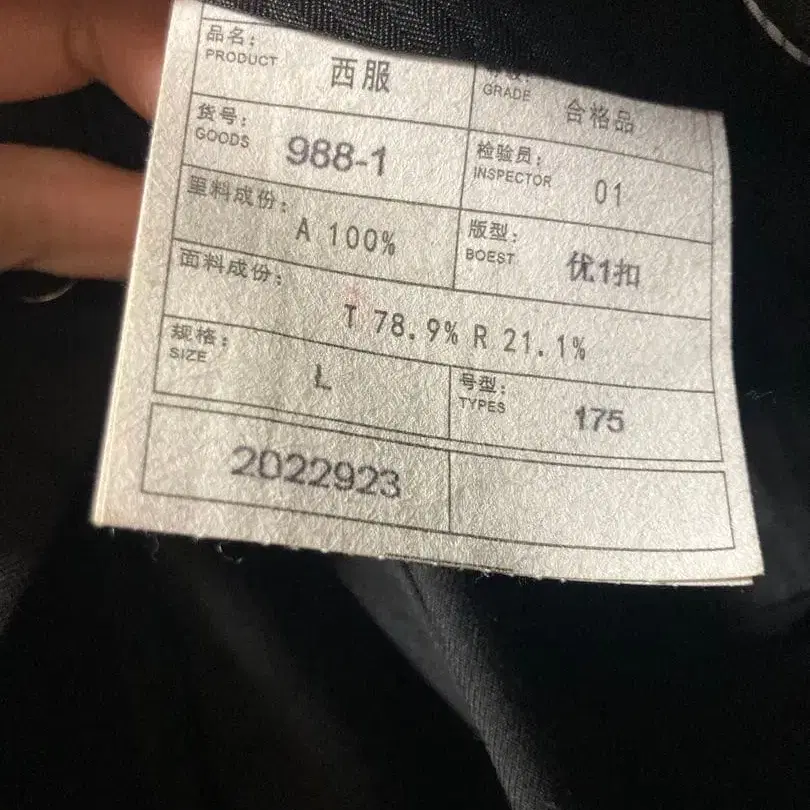 品名：
PRODUCT
西服
GRADE
合格品
货号：
GOODS
988-1
检验员：
INSPECTOR
01
里料成份：
A 100%
版型：
BOEST
优1扣
面料成份：
T 78.9% R 21.1%
规格：
SIZE
L
号型：
TYPES
175
2022923